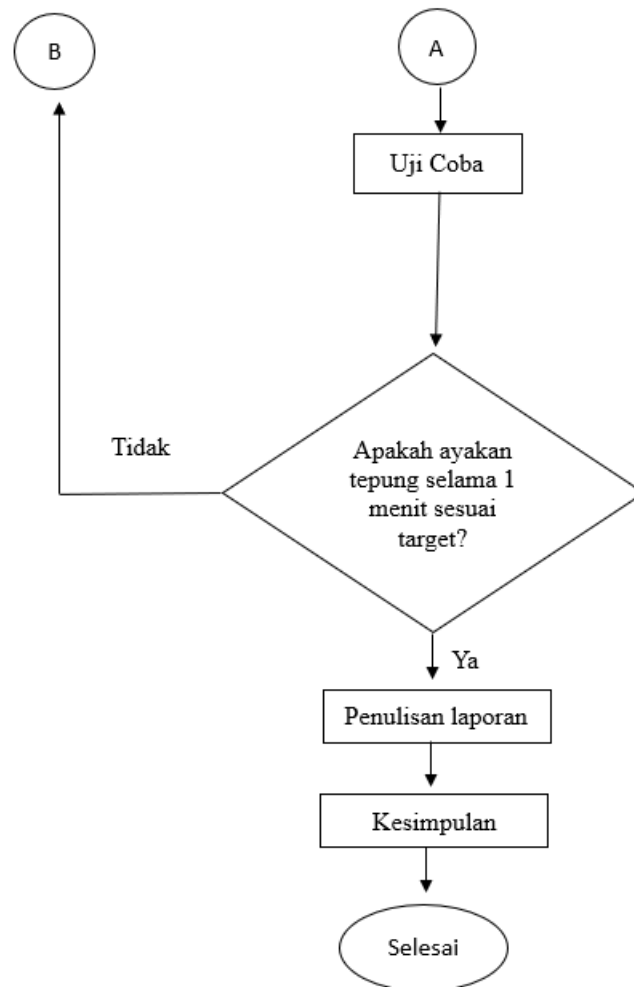 B
A
Uji Coba
Tidak
Apakah ayakan
tepung selama 1
menit sesuai
target?
Ya
Penulisan laporan
Kesimpulan
Selesai